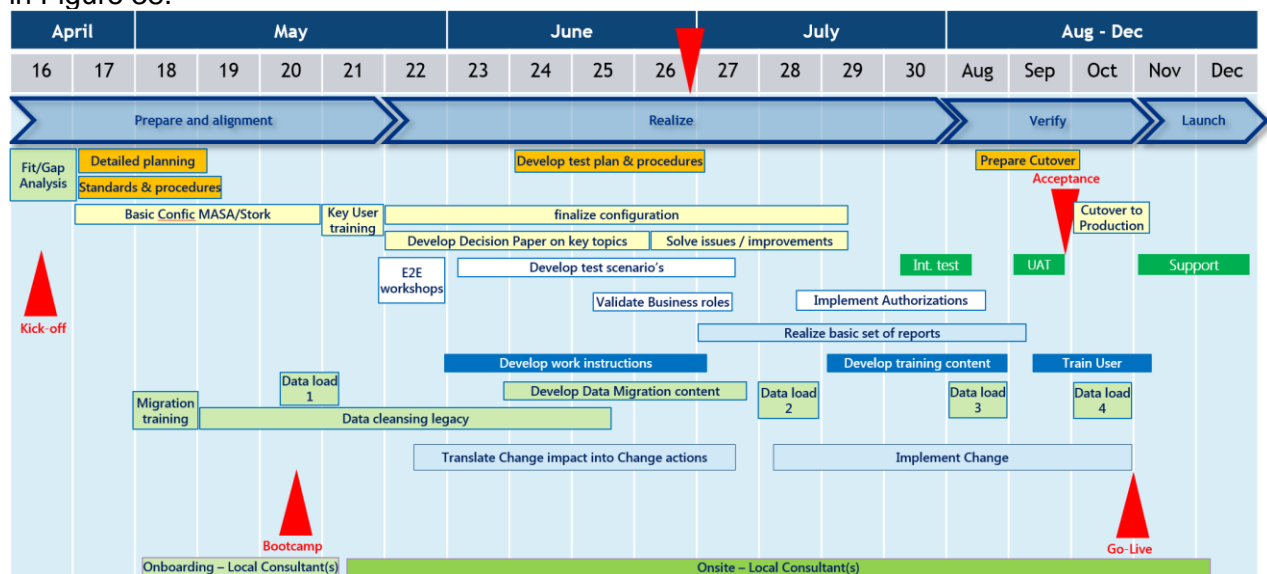 in Figure 33.
April May June July Aug - Dec
16 17 18 19 20 21 22 23 24 25 26 27 28 29 30 Aug Sep Oct Nov Dec
Prepare and alignment Realize Verify Launch
Fit/Gap
Analysis
Detailed planning
Develop test plan & procedures
Prepare Cutover
Standards & procedures
Acceptance
Basic Confic MASA/Stork
Key User
training
finalize configuration
Cutover to
Production
Develop Decision Paper on key topics
Solve issues / improvements
E2E
workshops
Develop test scenario's
Int. test
UAT
Support
Validate Business roles
Implement Authorizations
Kick-off
Realize basic set of reports
Develop work instructions
Develop training content
Train User
Migration
training
Data load
1
Develop Data Migration content
Data load
2
Data load
3
Data load
4
Data cleansing legacy
Translate Change impact into Change actions
Implement Change
Bootcamp
Go-Live
Onboarding – Local Consultant(s)
Onsite – Local Consultant(s)